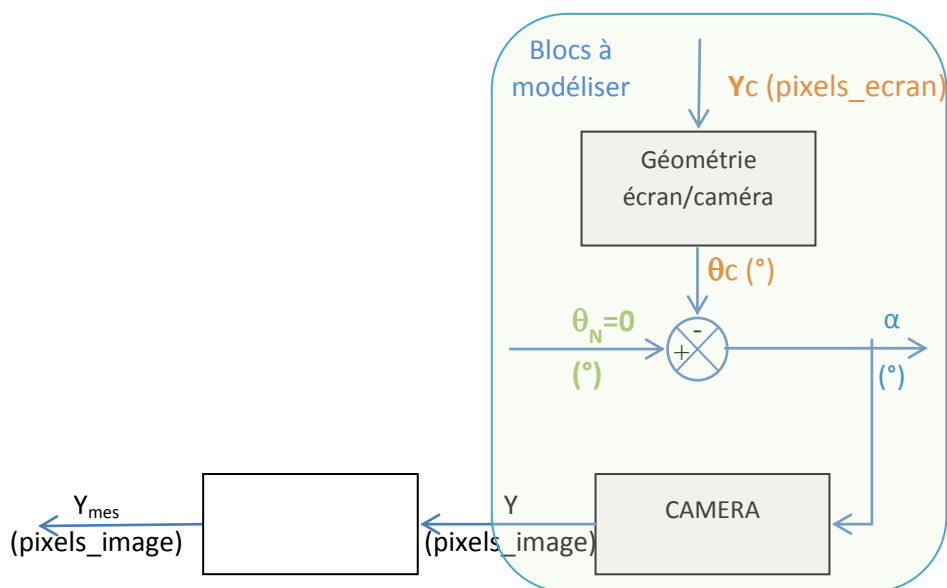 Blocs à
modéliser
Yc (pixels_ecran)
Géométrie
écran/caméra
θc (°)
θN=0
(°)
-
+
α
(°)
CAMERA
Y
(pixels_image)
Ymes
(pixels_image)